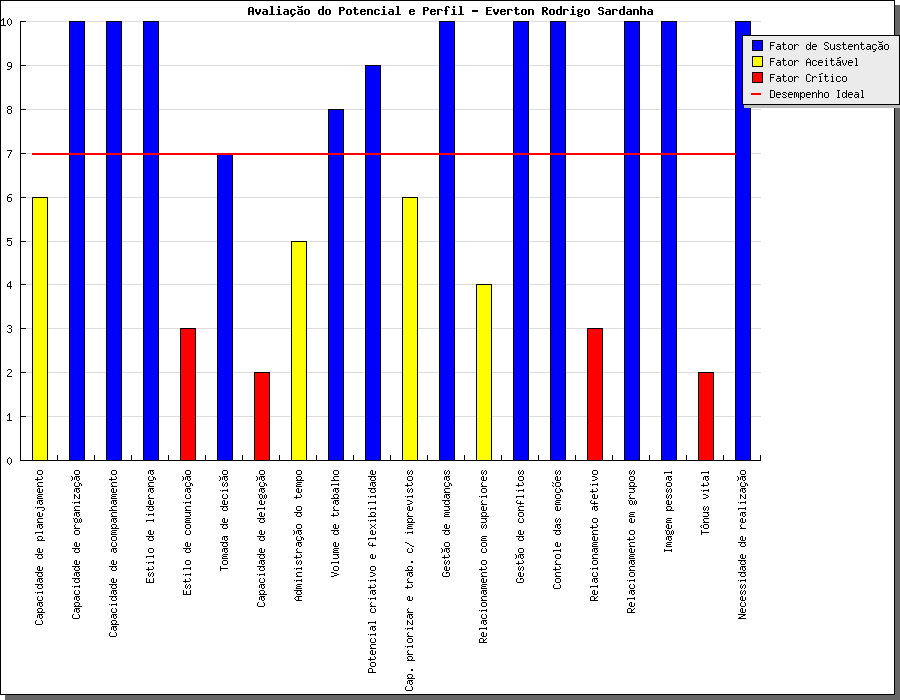 Avaliação do Potencial e Perfil - Everton Rodrigo Sardanha
Fator de Sustentação
Fator Aceitável
Fator Crítico
Desempenho Ideal
10
9
8
7
6
5
4
3
2
1
0
Capacidade de planejamento
Capacidade de organização
Capacidade de acompanhamento
Estilo de liderança
Estilo de comunicação
Tomada de decisão
Capacidade de delegação
Administração do tempo
Volume de trabalho
Potencial criativo e flexibilidade
Cap. priorizar e trab. c/ imprevistos
Gestão de mudanças
Relacionamento com superiores
Gestão de conflitos
Controle das emoções
Relacionamento afetivo
Relacionamento em grupos
Imagem pessoal
Tônus vital
Necessidade de realização